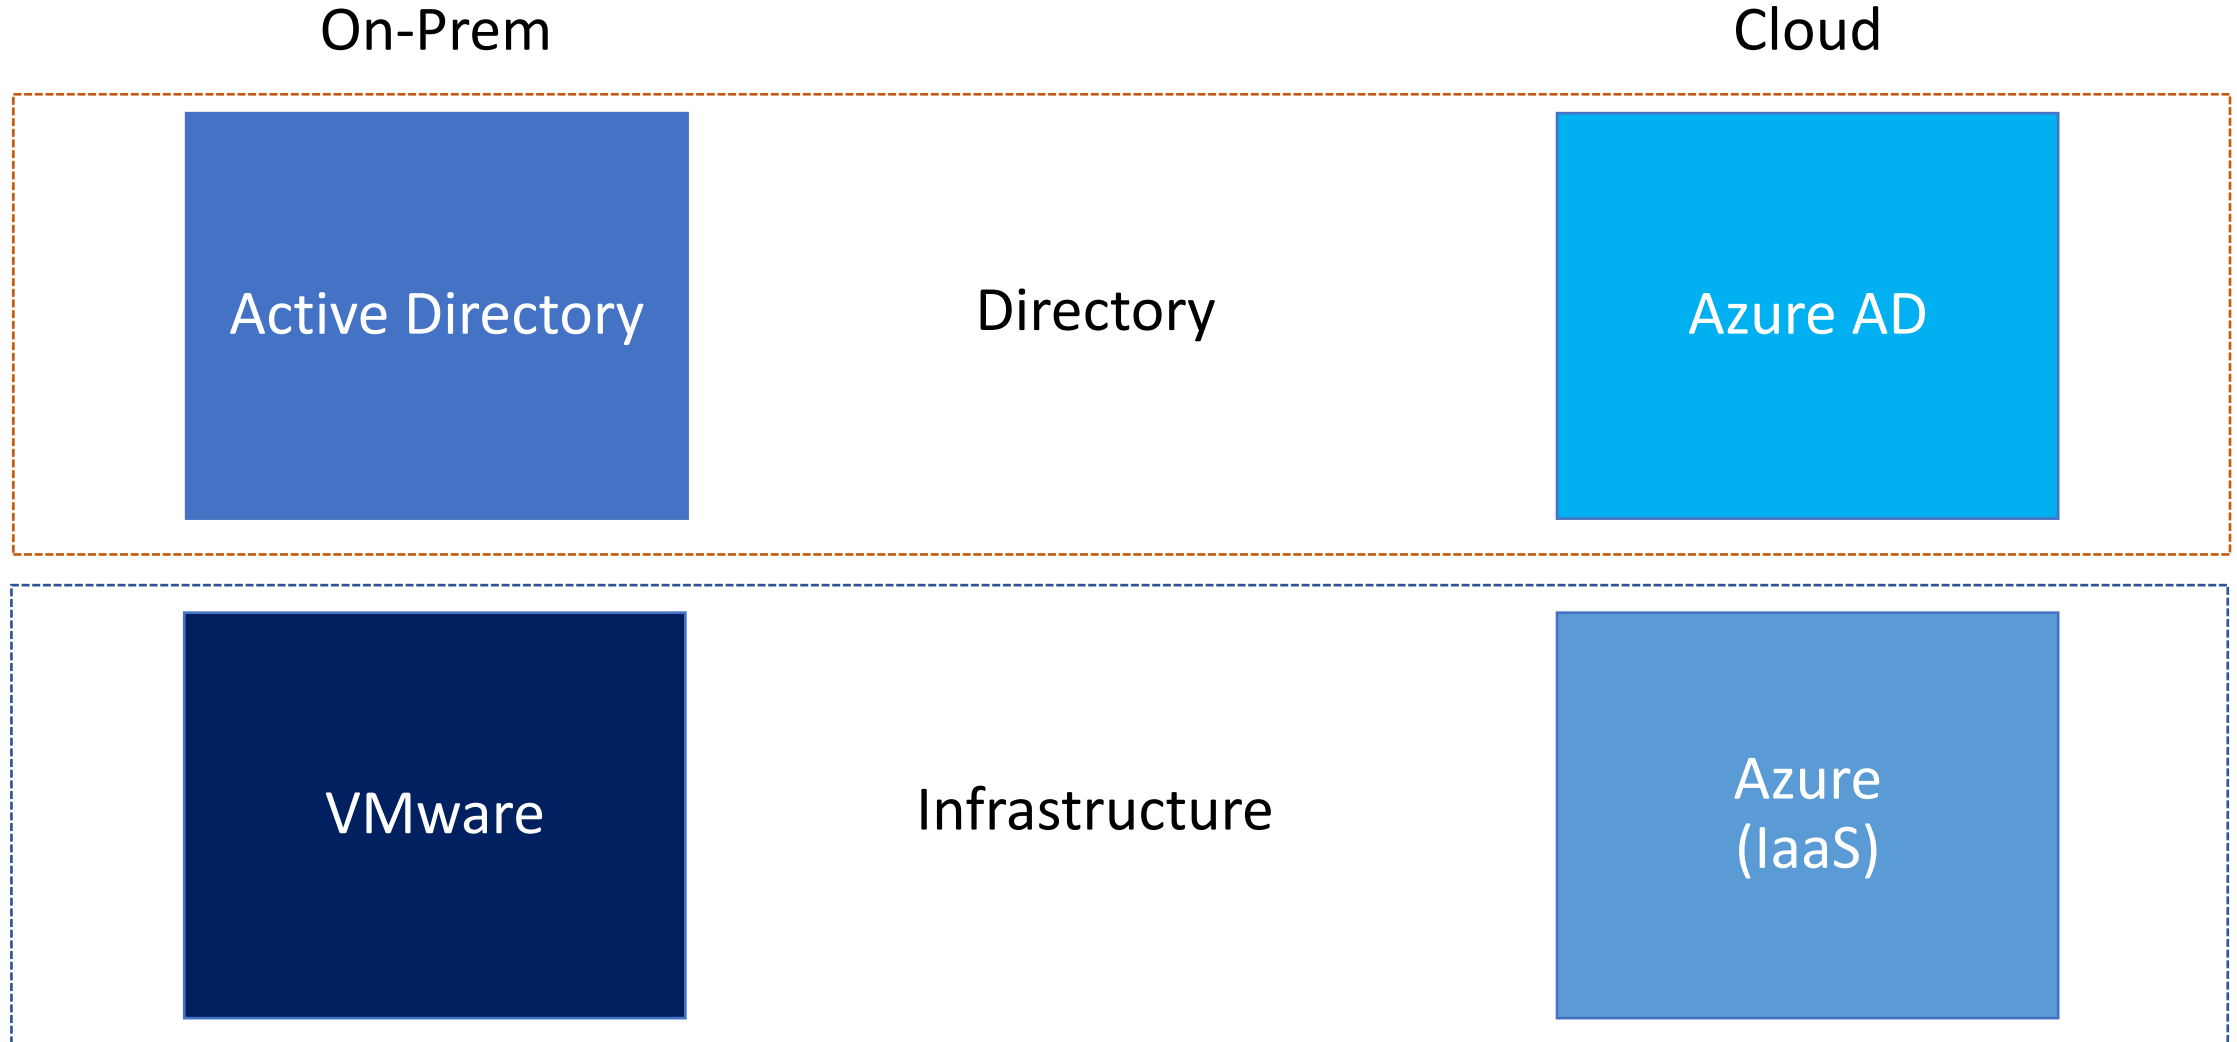 On-Prem
Cloud
Active Directory
Directory
Azure AD
VMware
Infrastructure
Azure
(IaaS)